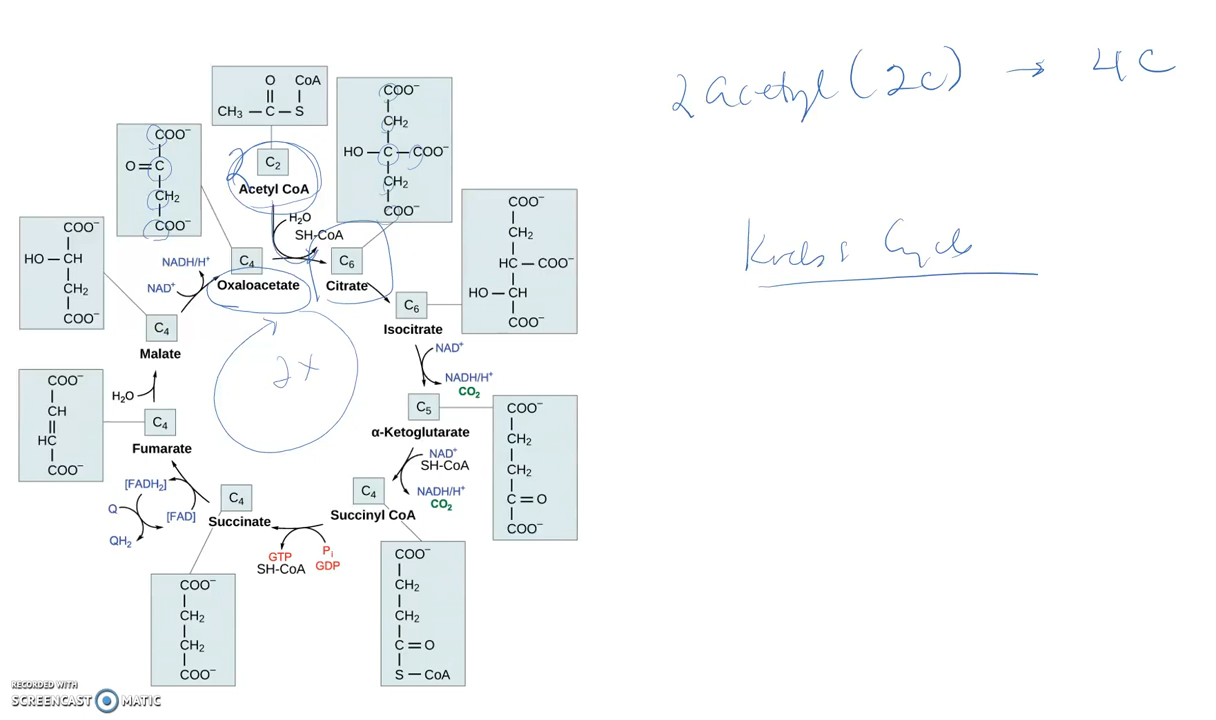 2 acetyl (2C) → 4C
Krebs Cycle
O CoA
||
CH3 — C — S
C2
Acetyl CoA
2
H2O
SH-CoA
COO⁻
|
CH2
|
HO — C — COO⁻
|
CH2
|
COO⁻
C6
Citrate
COO⁻
|
CH2
|
HC — COO⁻
|
HO — CH
|
COO⁻
C6
Isocitrate
NAD⁺
NADH/H⁺
CO2
C5
α-Ketoglutarate
COO⁻
|
CH2
|
CH2
|
C = O
|
COO⁻
NAD⁺
SH-CoA
NADH/H⁺
CO2
C4
Succinyl CoA
COO⁻
|
CH2
|
CH2
|
C = O
|
S — CoA
Pi
GDP
GTP
SH-CoA
C4
Succinate
COO⁻
|
CH2
|
CH2
|
COO⁻
[FAD]
[FADH2]
Q
QH2
C4
Fumarate
COO⁻
|
CH
||
HC
|
COO⁻
H2O
C4
Malate
COO⁻
|
HO — CH
|
CH2
|
COO⁻
NAD⁺
NADH/H⁺
C4
Oxaloacetate
COO⁻
|
O = C
|
CH2
|
COO⁻
2x
RECORDED WITH
SCREENCAST MATIC